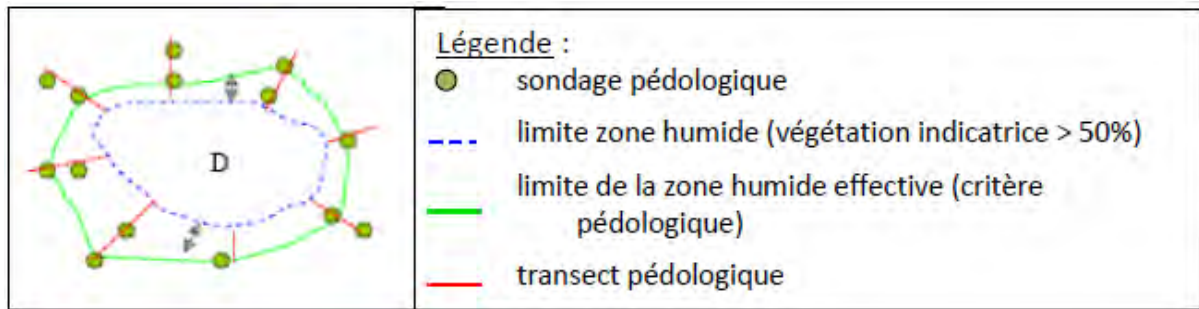 D
Légende :
sondage pédologique
limite zone humide (végétation indicatrice > 50%)
limite de la zone humide effective (critère
pédologique)
transect pédologique